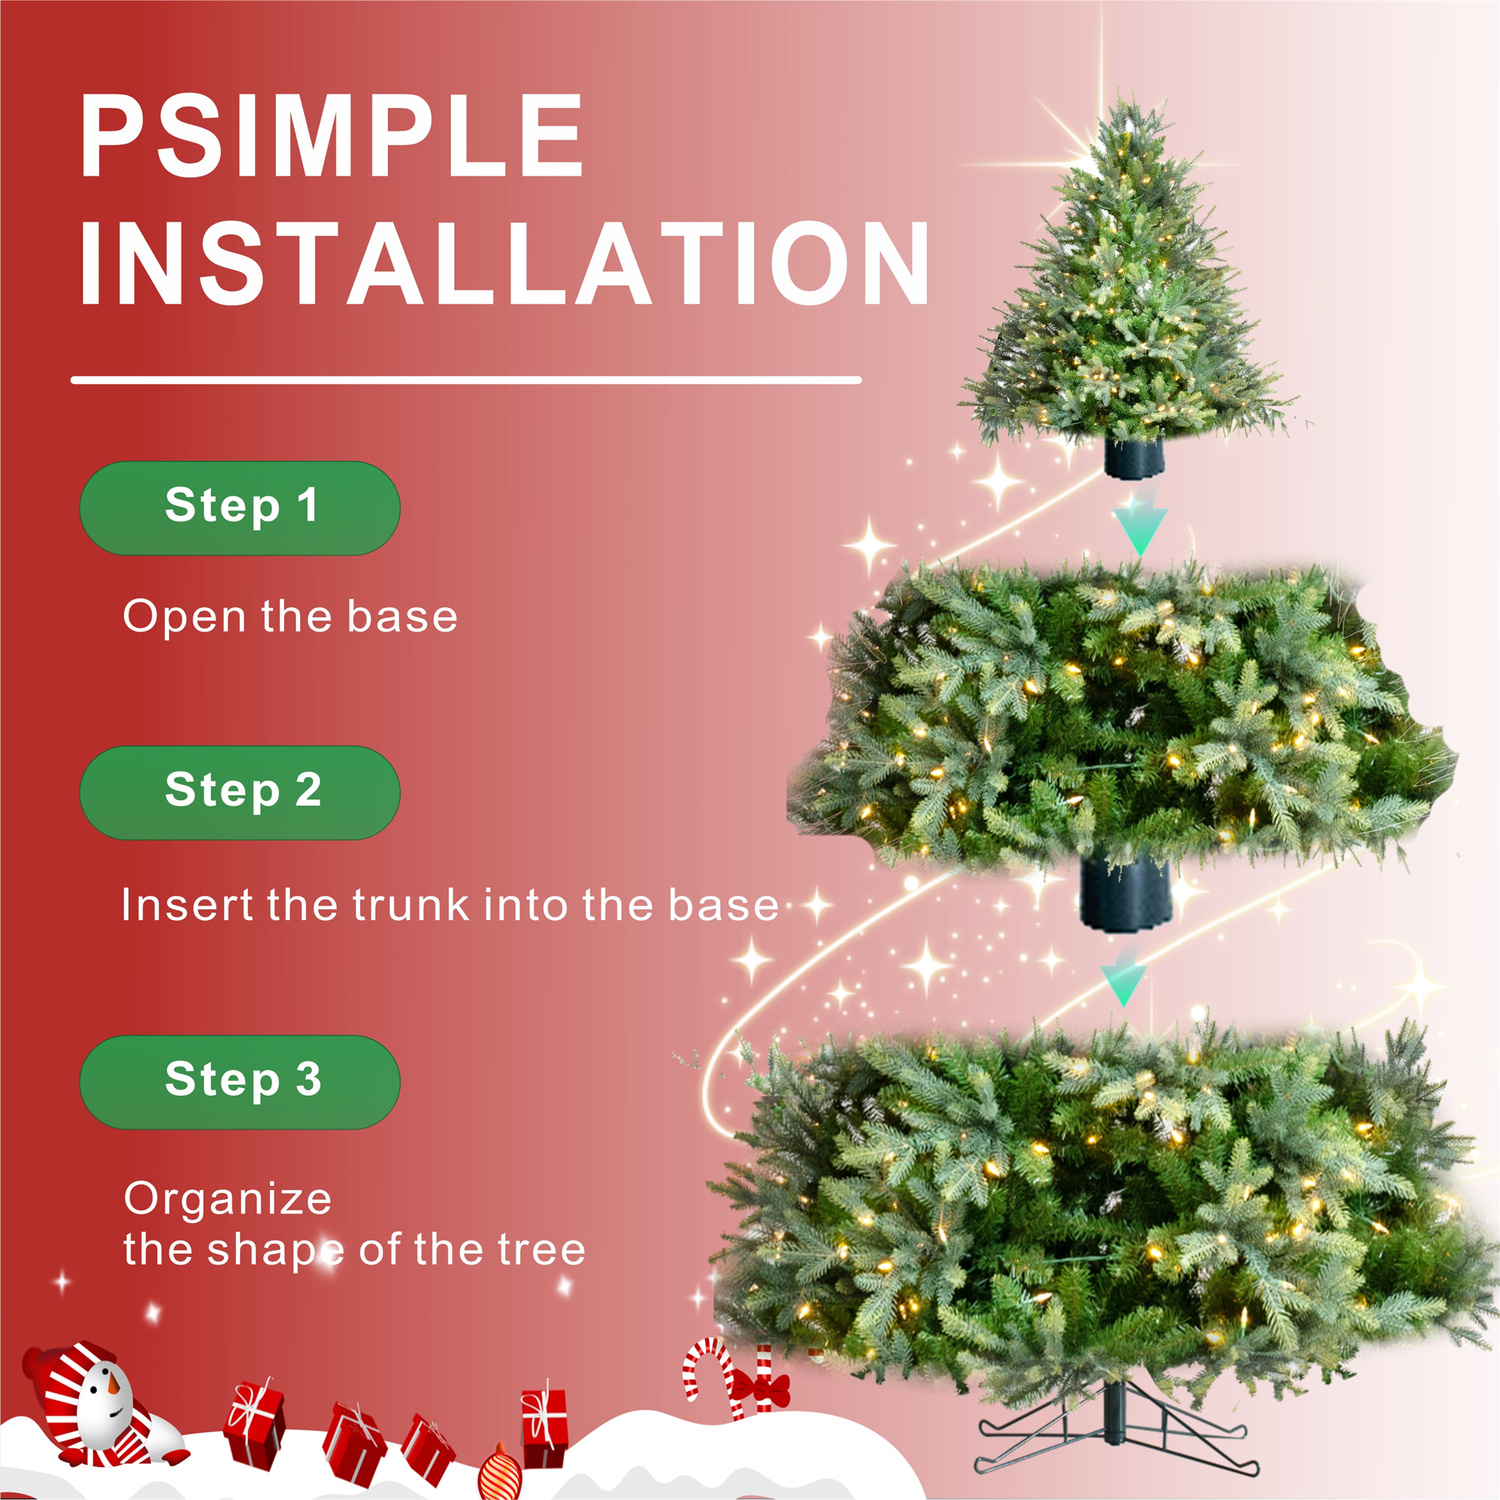 PSIMPLE
INSTALLATION
Step 1
Open the base
Step 2
Insert the trunk into the base
Step 3
Organize
the shape of the tree